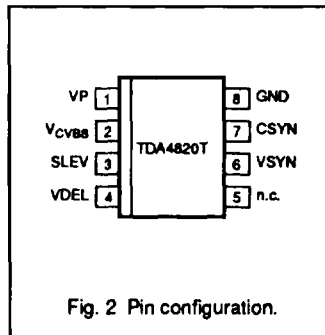 VP 1 8 GND
VCVBS 2 7 CSYN
TDA4820T
SLEV 3 6 VSYN
VDEL 4 5 n.c.
Fig. 2 Pin configuration.